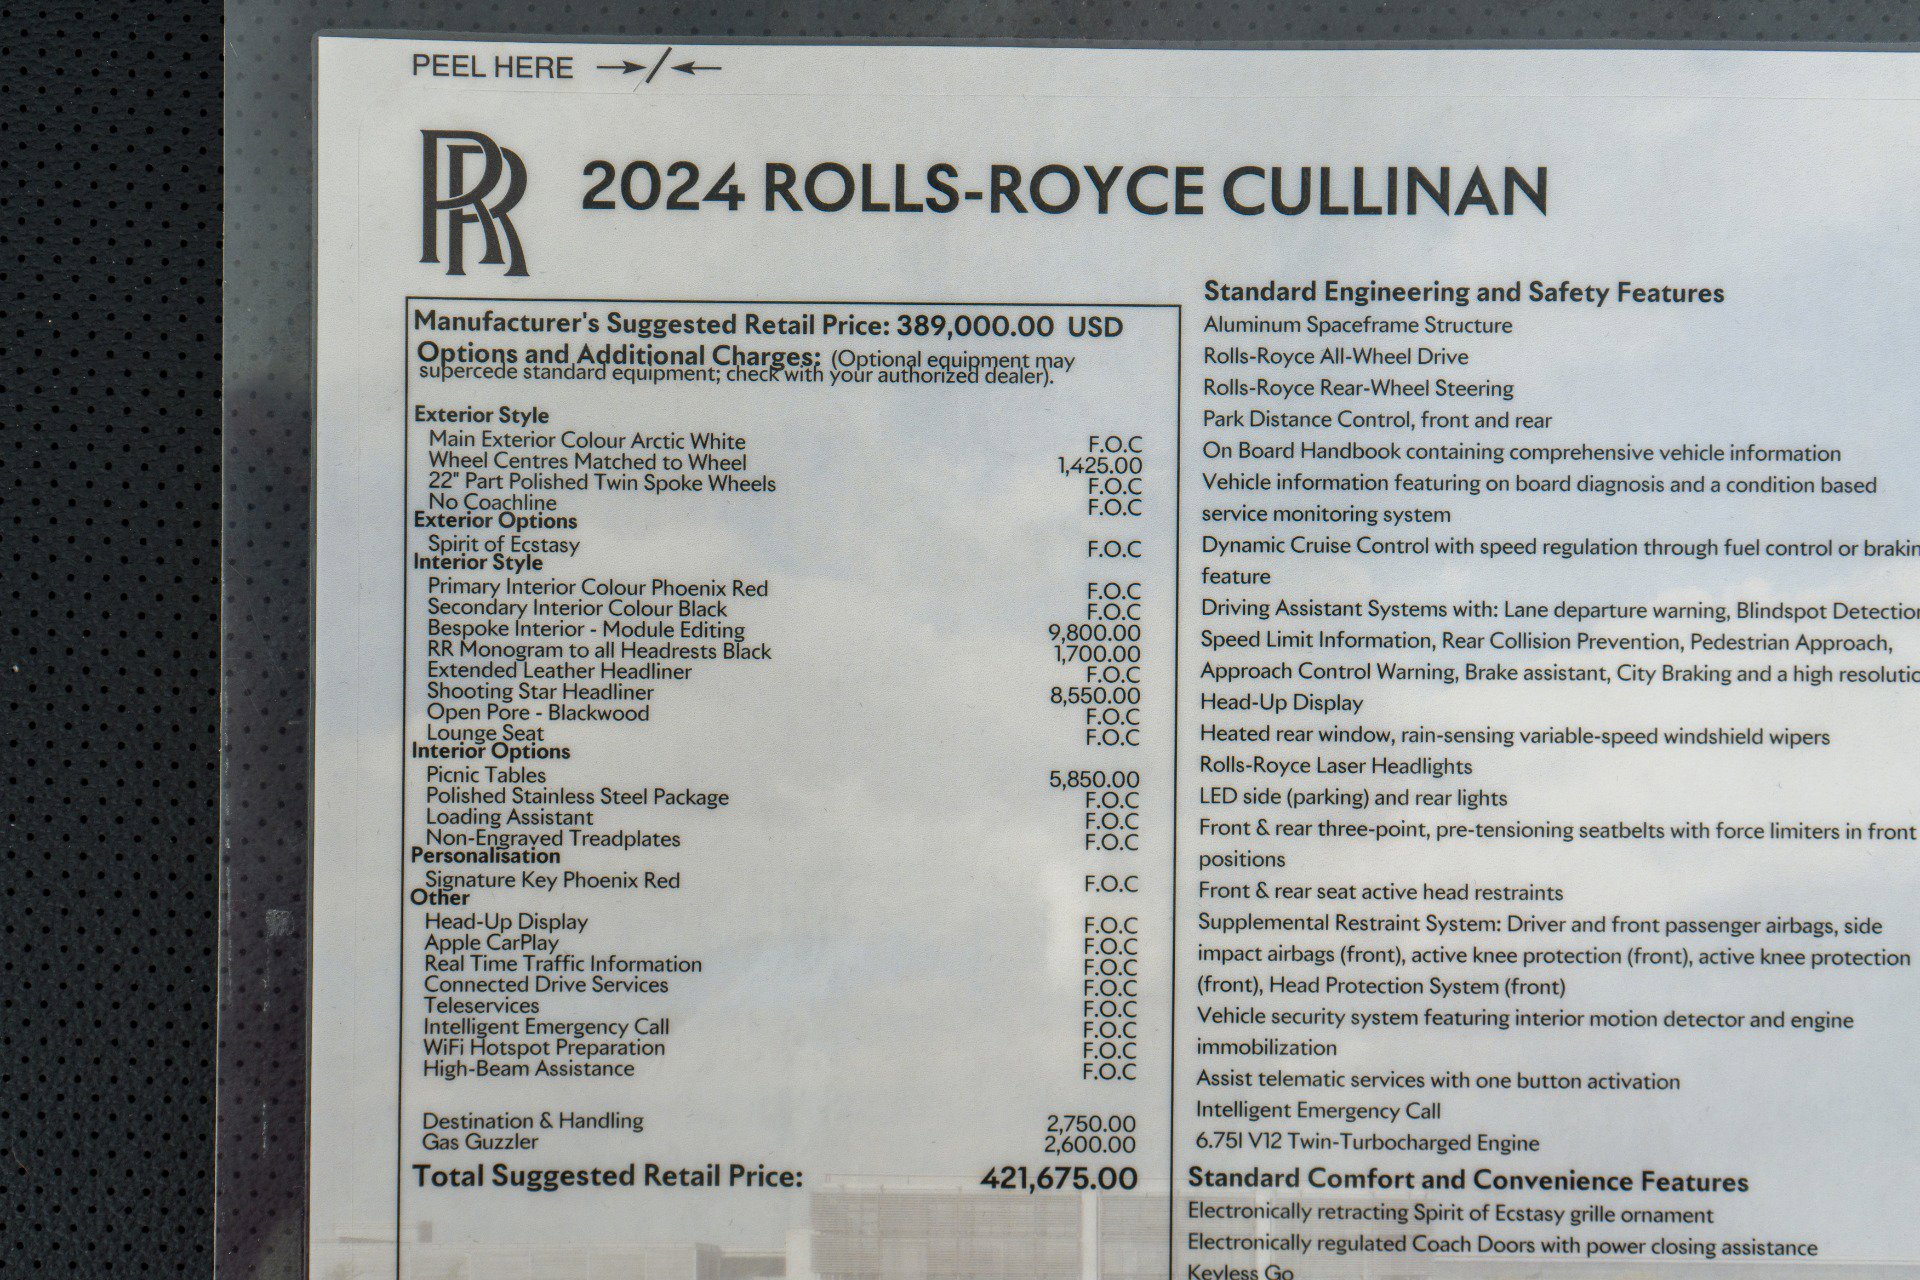 PEEL HERE →/←
RR
2024 ROLLS-ROYCE CULLINAN
Manufacturer's Suggested Retail Price: 389,000.00 USD
Options and Additional Charges: (Optional equipment may
supercede standard equipment; check with your authorized dealer).
Exterior Style
Main Exterior Colour Arctic White F.O.C
Wheel Centres Matched to Wheel 1,425.00
22" Part Polished Twin Spoke Wheels F.O.C
No Coachline F.O.C
Exterior Options
Spirit of Ecstasy F.O.C
Interior Style
Primary Interior Colour Phoenix Red F.O.C
Secondary Interior Colour Black F.O.C
Bespoke Interior - Module Editing 9,800.00
RR Monogram to all Headrests Black 1,700.00
Extended Leather Headliner F.O.C
Shooting Star Headliner 8,550.00
Open Pore - Blackwood F.O.C
Lounge Seat F.O.C
Interior Options
Picnic Tables 5,850.00
Polished Stainless Steel Package F.O.C
Loading Assistant F.O.C
Non-Engraved Treadplates F.O.C
Personalisation
Signature Key Phoenix Red F.O.C
Other
Head-Up Display F.O.C
Apple CarPlay F.O.C
Real Time Traffic Information F.O.C
Connected Drive Services F.O.C
Teleservices F.O.C
Intelligent Emergency Call F.O.C
WiFi Hotspot Preparation F.O.C
High-Beam Assistance F.O.C
Destination & Handling 2,750.00
Gas Guzzler 2,600.00
Total Suggested Retail Price: 421,675.00
Standard Engineering and Safety Features
Aluminum Spaceframe Structure
Rolls-Royce All-Wheel Drive
Rolls-Royce Rear-Wheel Steering
Park Distance Control, front and rear
On Board Handbook containing comprehensive vehicle information
Vehicle information featuring on board diagnosis and a condition based
service monitoring system
Dynamic Cruise Control with speed regulation through fuel control or brakin
feature
Driving Assistant Systems with: Lane departure warning, Blindspot Detection
Speed Limit Information, Rear Collision Prevention, Pedestrian Approach,
Approach Control Warning, Brake assistant, City Braking and a high resolutio
Head-Up Display
Heated rear window, rain-sensing variable-speed windshield wipers
Rolls-Royce Laser Headlights
LED side (parking) and rear lights
Front & rear three-point, pre-tensioning seatbelts with force limiters in front
positions
Front & rear seat active head restraints
Supplemental Restraint System: Driver and front passenger airbags, side
impact airbags (front), active knee protection (front), active knee protection
(front), Head Protection System (front)
Vehicle security system featuring interior motion detector and engine
immobilization
Assist telematic services with one button activation
Intelligent Emergency Call
6.75l V12 Twin-Turbocharged Engine
Standard Comfort and Convenience Features
Electronically retracting Spirit of Ecstasy grille ornament
Electronically regulated Coach Doors with power closing assistance
Keyless Go